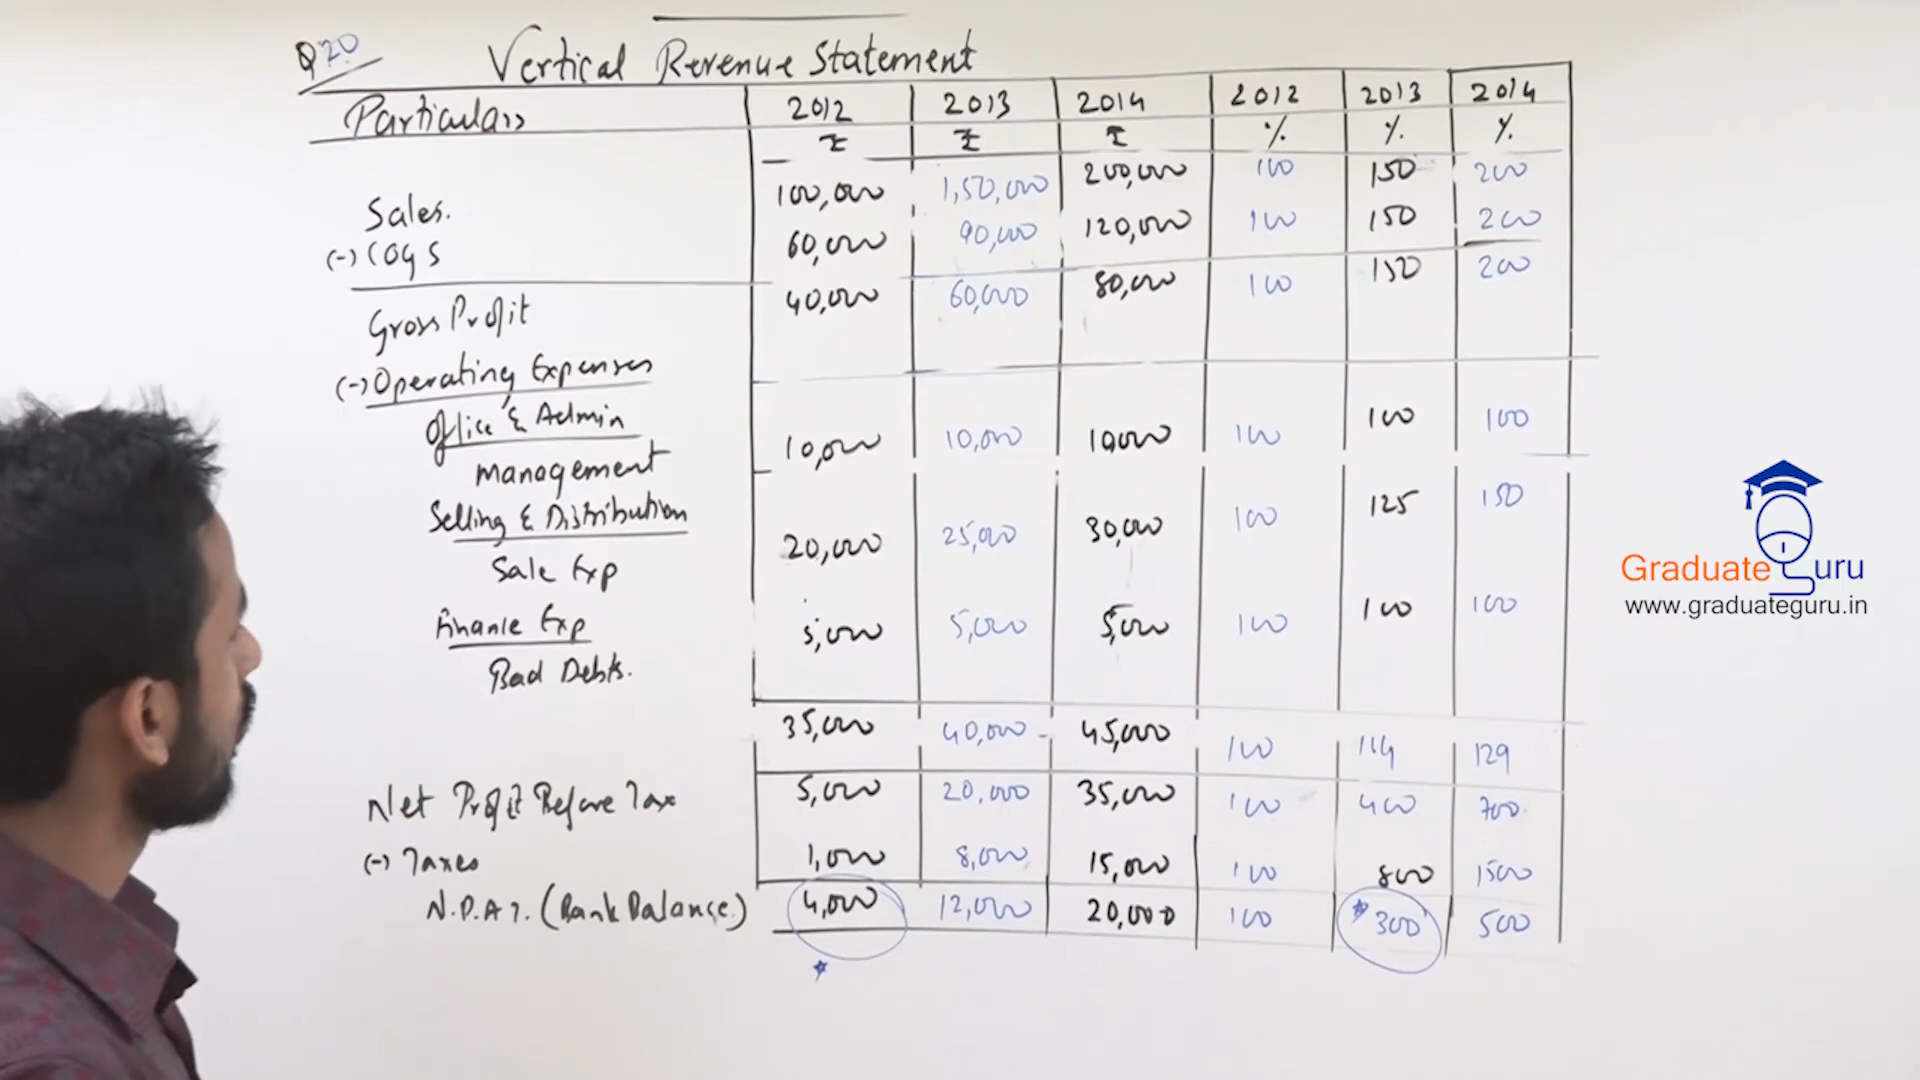 Q20 Vertical Revenue Statement
Particulars 2012 2013 2014 2012 2013 2014
₹ ₹ ₹ % % %
Sales. 100,000 1,50,000 200,000 100 150 200
(-) COGS 60,000 90,000 120,000 100 150 200
Gross Profit 40,000 60,000 80,000 100 150 200
(-) Operating Expenses
Office & Admin
management 10,000 10,000 10,000 100 100 100
Selling & Distribution
Sale Exp 20,000 25,000 30,000 100 125 150
Finance Exp 5,000 5,000 5,000 100 100 100
Bad Debts.
35,000 40,000 45,000 100 114 129
Net Profit Before Tax 5,000 20,000 35,000 100 400 700
(-) Taxes 1,000 8,000 15,000 100 800 1500
N.P.A.T. (Bank Balance) 4,000 12,000 20,000 100 300 500
Graduate Guru
www.graduateguru.in